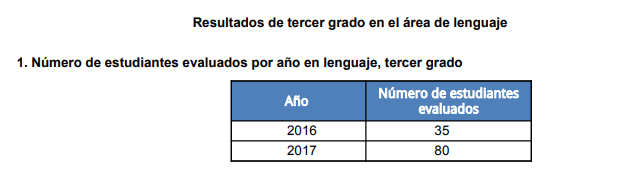 Resultados de tercer grado en el área de lenguaje
1. Número de estudiantes evaluados por año en lenguaje, tercer grado
Año Número de estudiantes evaluados
2016 35
2017 80